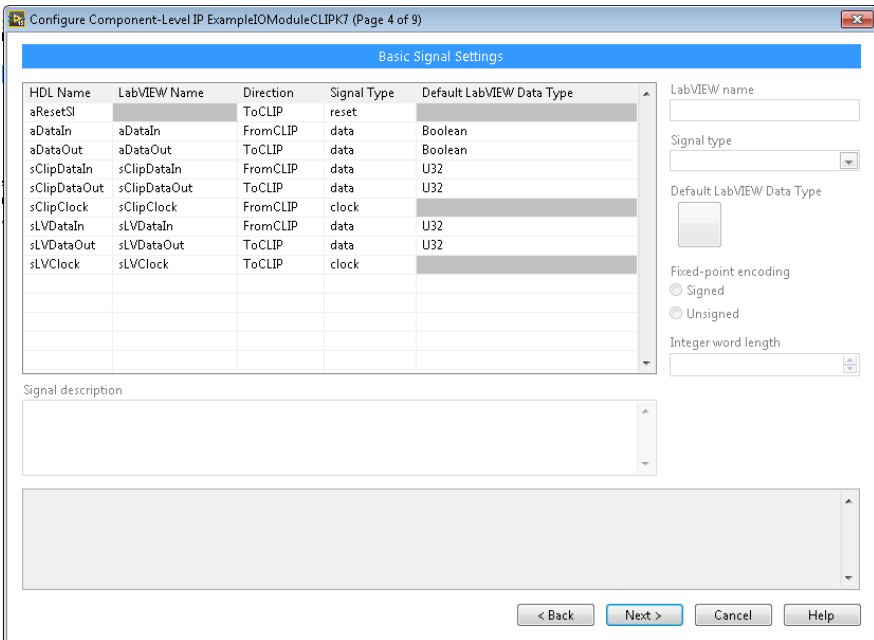 Configure Component-Level IP ExampleIOModuleCLIPK7 (Page 4 of 9)
Basic Signal Settings
HDL Name LabVIEW Name Direction Signal Type Default LabVIEW Data Type
aResetSl ToCLIP reset
aDataIn aDataIn FromCLIP data Boolean
aDataOut aDataOut ToCLIP data Boolean
sClipDataIn sClipDataIn FromCLIP data U32
sClipDataOut sClipDataOut ToCLIP data U32
sClipClock sClipClock FromCLIP clock
sLVDataIn sLVDataIn FromCLIP data U32
sLVDataOut sLVDataOut ToCLIP data U32
sLVClock sLVClock ToCLIP clock
LabVIEW name
Signal type
Default LabVIEW Data Type
Fixed-point encoding
Signed
Unsigned
Integer word length
Signal description
< Back Next > Cancel Help